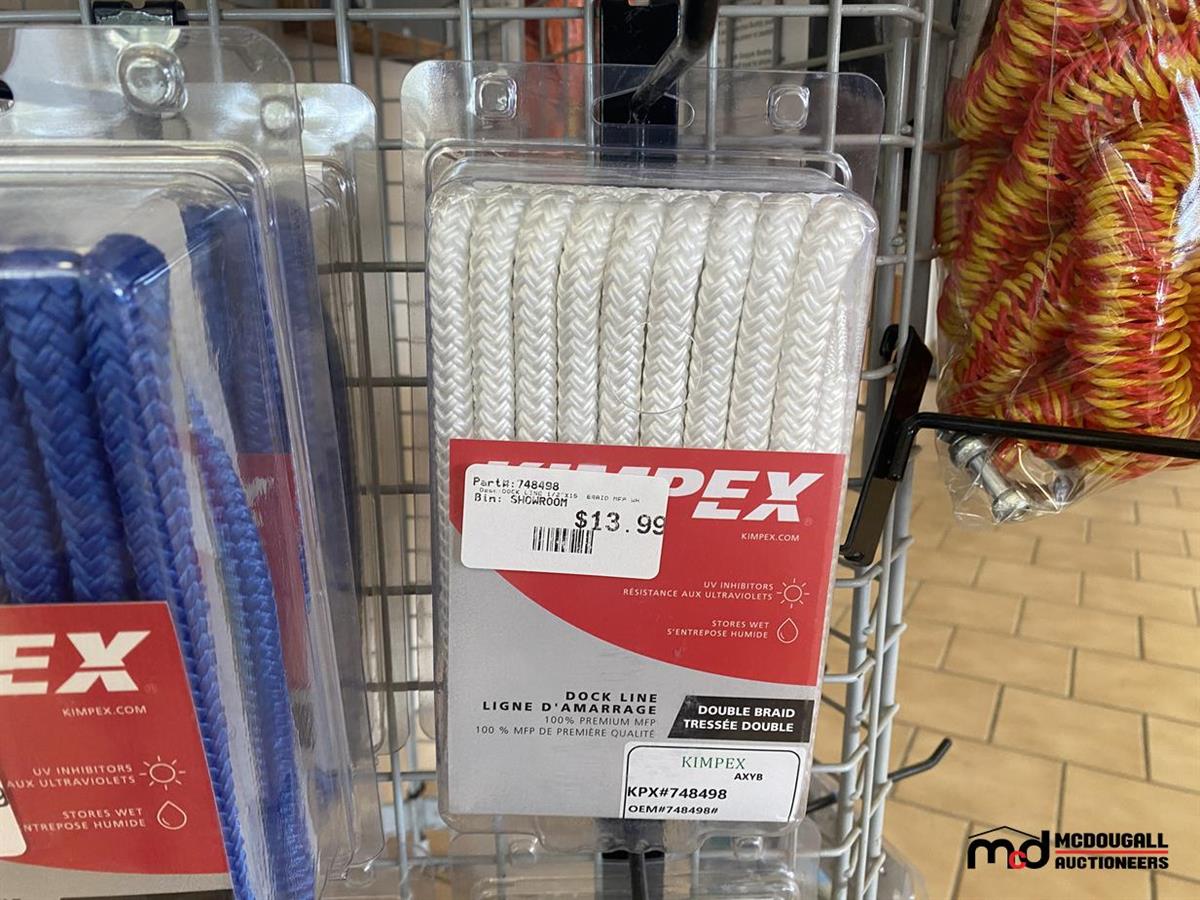 KIMPEX
Part#:748498
Desc:DOCK LINE 1/2"X15' BRAID MFP WH
Bin: SHOWROOM
$13.99
KIMPEX.COM
UV INHIBITORS
RÉSISTANCE AUX ULTRAVIOLETS
STORES WET
S'ENTREPOSE HUMIDE
DOCK LINE
LIGNE D'AMARRAGE
100% PREMIUM MFP
100 % MFP DE PREMIÈRE QUALITÉ
DOUBLE BRAID
TRESSÉE DOUBLE
KIMPEX
AXYB
KPX#748498
OEM#748498#
EX
KIMPEX.COM
UV INHIBITORS
AUX ULTRAVIOLETS
STORES WET
NTREPOSE HUMIDE
mcd MCDOUGALL
AUCTIONEERS